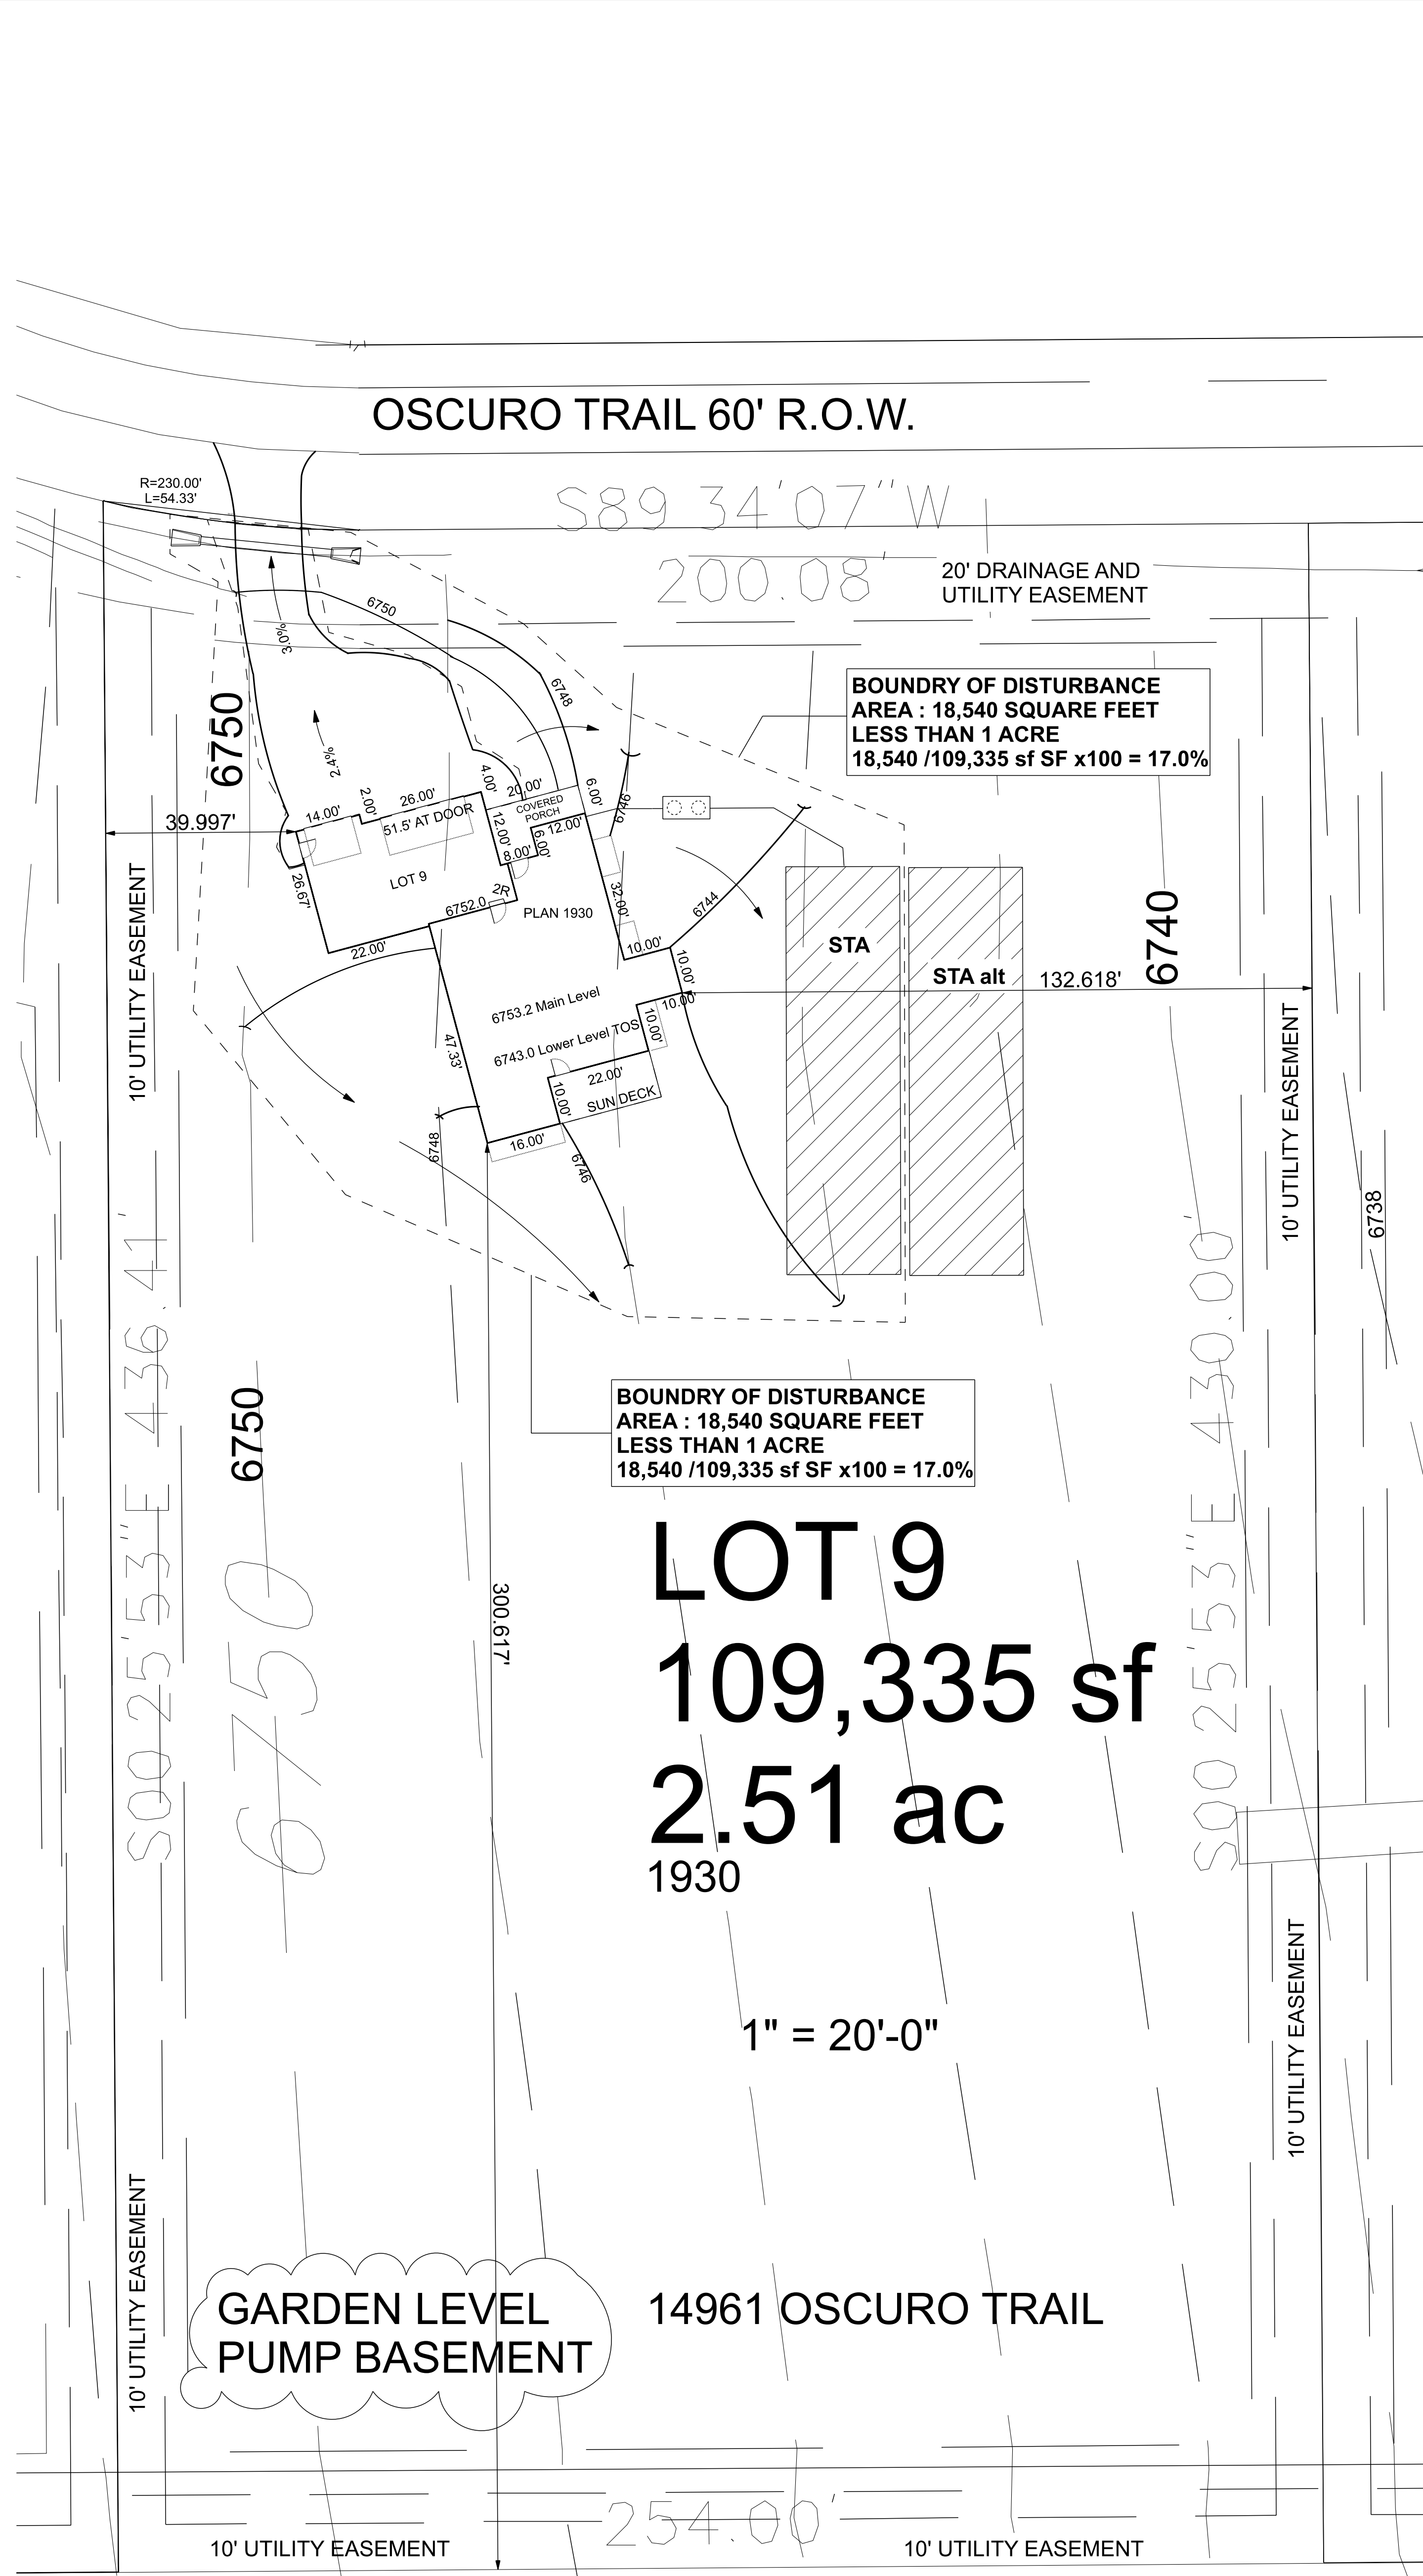 OSCURO TRAIL 60' R.O.W.
R=230.00'
L=54.33'
S89 34'07"W
200.08'
20' DRAINAGE AND
UTILITY EASEMENT
6750
3.0%
6748
6750
2.4%
BOUNDRY OF DISTURBANCE
AREA : 18,540 SQUARE FEET
LESS THAN 1 ACRE
18,540 /109,335 sf SF x100 = 17.0%
39.997'
14.00'
2.00'
26.00'
51.5' AT DOOR
4.00'
20.00'
COVERED
PORCH
6.00'
6746
12.00'
12.00'
6.00'
8.00'
26.67'
LOT 9
6752.0
2R
PLAN 1930
32.00'
6744
22.00'
10.00'
10.00'
10.00'
STA
STA alt
132.618'
6740
10' UTILITY EASEMENT
6753.2 Main Level
6743.0 Lower Level TOS
10.00'
47.33'
22.00'
10.00'
SUN DECK
16.00'
6748
6746
10' UTILITY EASEMENT
6738
S00 25'53"E 436.41'
S00 25'53"E 430.00'
6750
BOUNDRY OF DISTURBANCE
AREA : 18,540 SQUARE FEET
LESS THAN 1 ACRE
18,540 /109,335 sf SF x100 = 17.0%
6750
300.617'
LOT 9
109,335 sf
2.51 ac
1930
1" = 20'-0"
10' UTILITY EASEMENT
10' UTILITY EASEMENT
GARDEN LEVEL
PUMP BASEMENT
14961 OSCURO TRAIL
254.00'
10' UTILITY EASEMENT
10' UTILITY EASEMENT